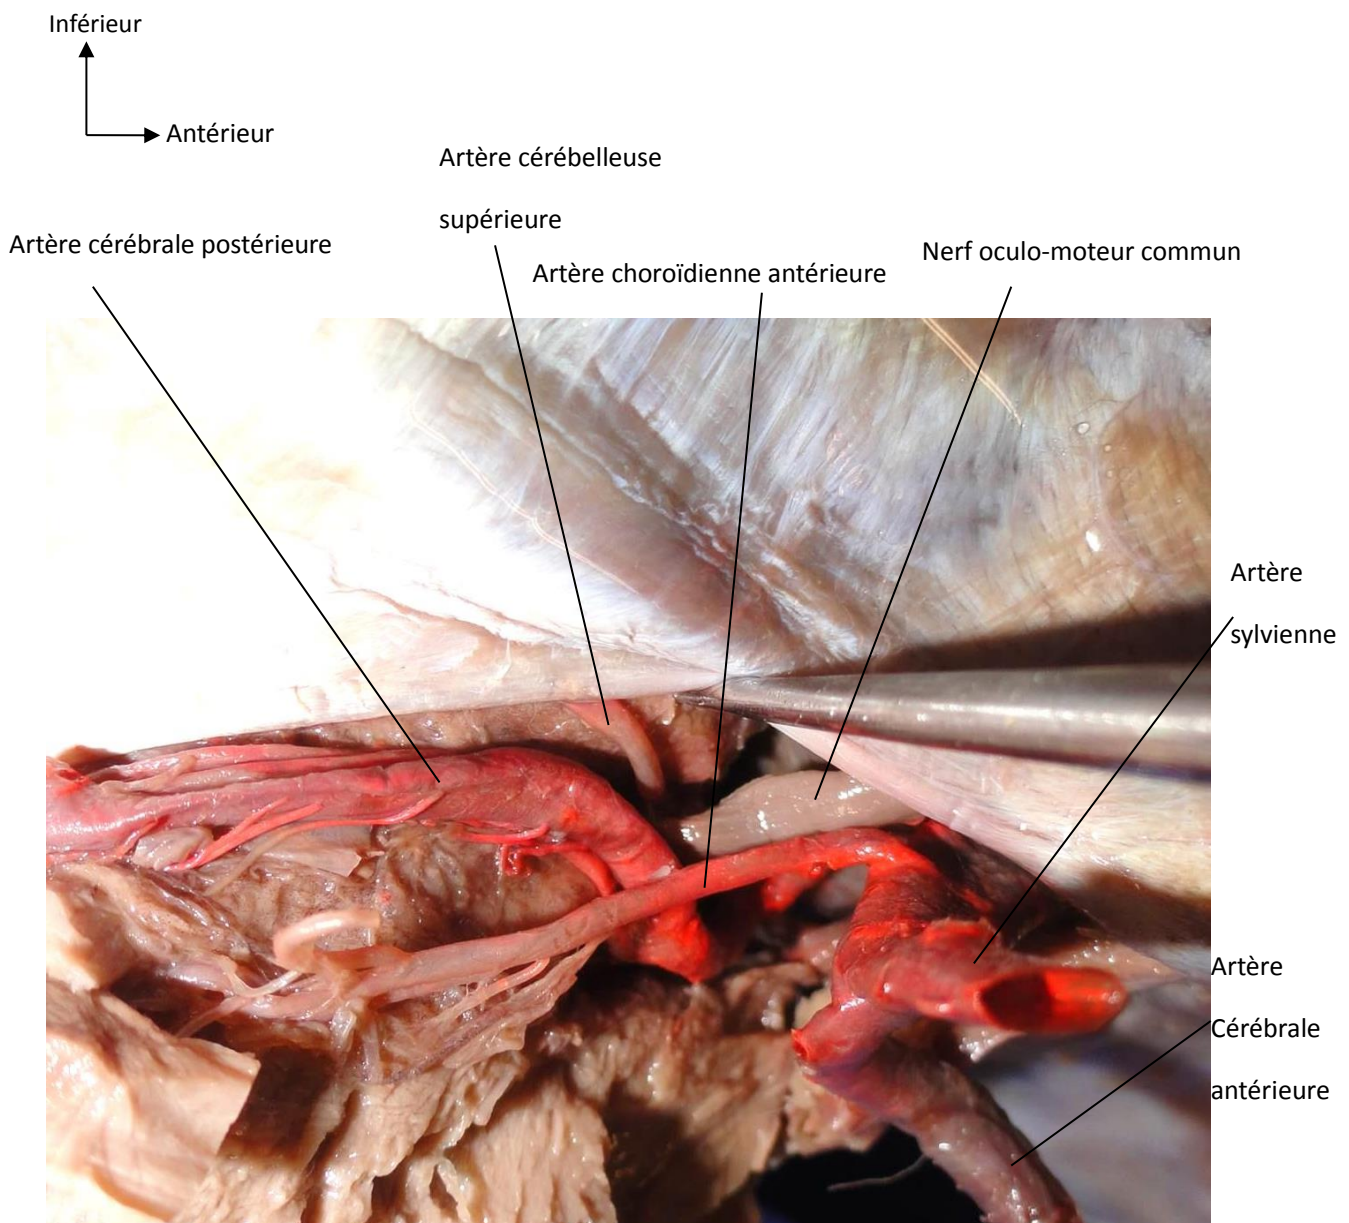 Inférieur
Antérieur
Artère cérébelleuse
supérieure
Artère cérébrale postérieure
Artère choroïdienne antérieure
Nerf oculo-moteur commun
Artère
sylvienne
Artère
Cérébrale
antérieure